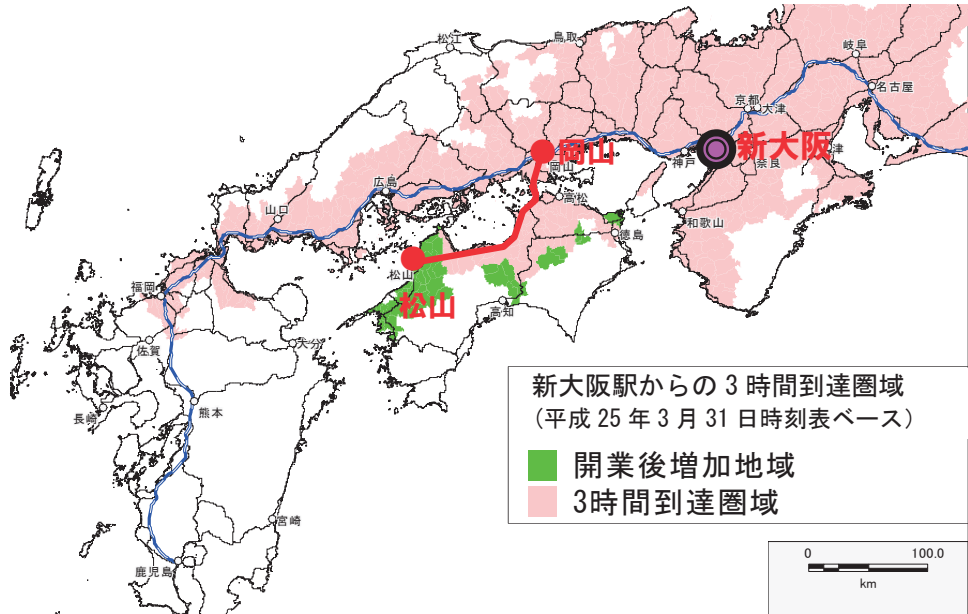 松江
鳥取
岐阜
名古屋
京都
大津
新大阪
神戸
奈良
津
岡山
岡山
広島
高松
和歌山
徳島
山口
松山
松山
福岡
高知
佐賀
大分
長崎
熊本
宮崎
鹿児島
新大阪駅からの3時間到達圏域
(平成25年3月31日時刻表ベース)
開業後増加地域
3時間到達圏域
0 100.0
km